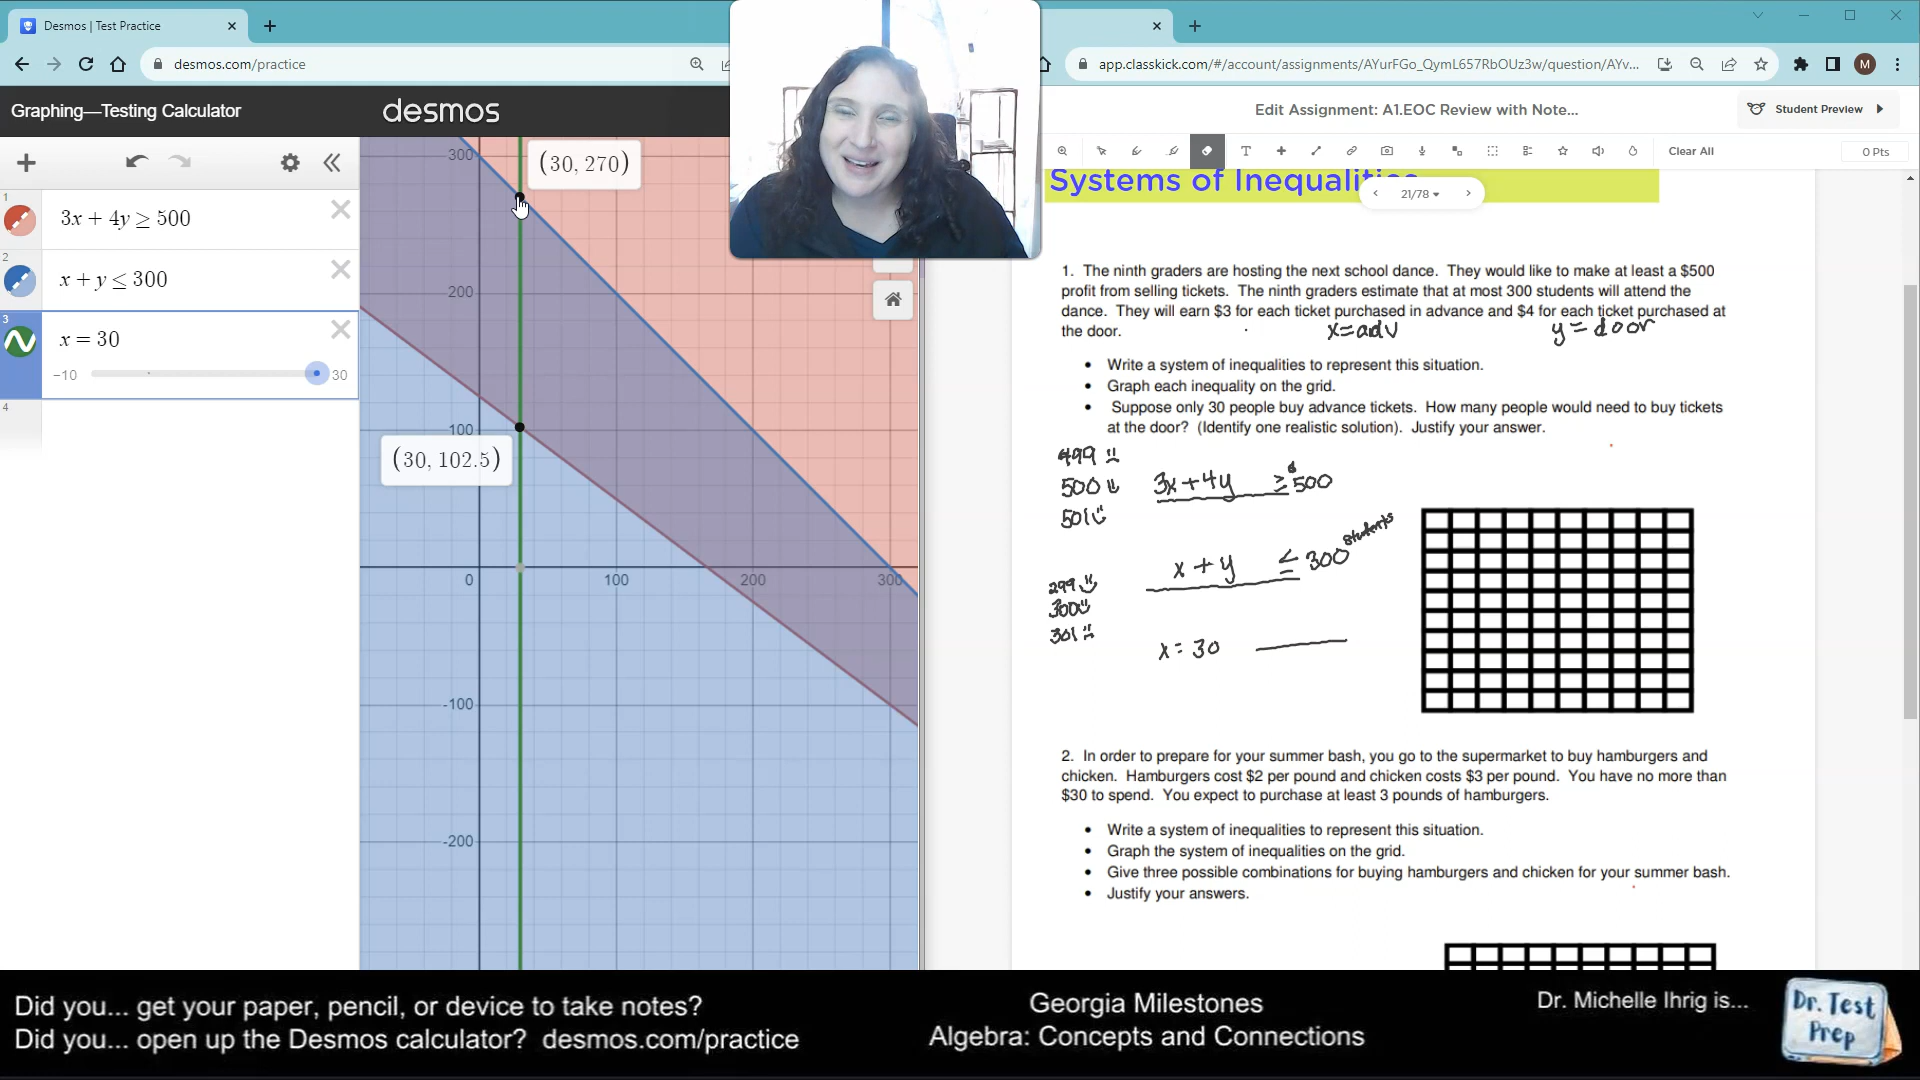 Desmos | Test Practice
desmos.com/practice
app.classkick.com/#/account/assignments/AYurFGo_QymL657RbOUz3w/question/AYv...
M
Graphing—Testing Calculator
desmos
Edit Assignment: A1.EOC Review with Note...
Student Preview
Clear All
0 Pts
1
3x + 4y ≥ 500
2
x + y ≤ 300
3
x = 30
-10
30
4
(30, 270)
(30, 102.5)
300
200
100
0
100
200
300
-100
-200
Systems of Inequalities
21/78
1. The ninth graders are hosting the next school dance. They would like to make at least a $500
profit from selling tickets. The ninth graders estimate that at most 300 students will attend the
dance. They will earn $3 for each ticket purchased in advance and $4 for each ticket purchased at
the door.
x=adv
y = door
• Write a system of inequalities to represent this situation.
• Graph each inequality on the grid.
• Suppose only 30 people buy advance tickets. How many people would need to buy tickets
at the door? (Identify one realistic solution). Justify your answer.
499
500
501
3x+4y ≥ 500
students
x + y ≤ 300
299
300
301
x = 30
2. In order to prepare for your summer bash, you go to the supermarket to buy hamburgers and
chicken. Hamburgers cost $2 per pound and chicken costs $3 per pound. You have no more than
$30 to spend. You expect to purchase at least 3 pounds of hamburgers.
• Write a system of inequalities to represent this situation.
• Graph the system of inequalities on the grid.
• Give three possible combinations for buying hamburgers and chicken for your summer bash.
• Justify your answers.
Did you... get your paper, pencil, or device to take notes?
Did you... open up the Desmos calculator? desmos.com/practice
Georgia Milestones
Algebra: Concepts and Connections
Dr. Michelle Ihrig is...
Dr. Test
Prep